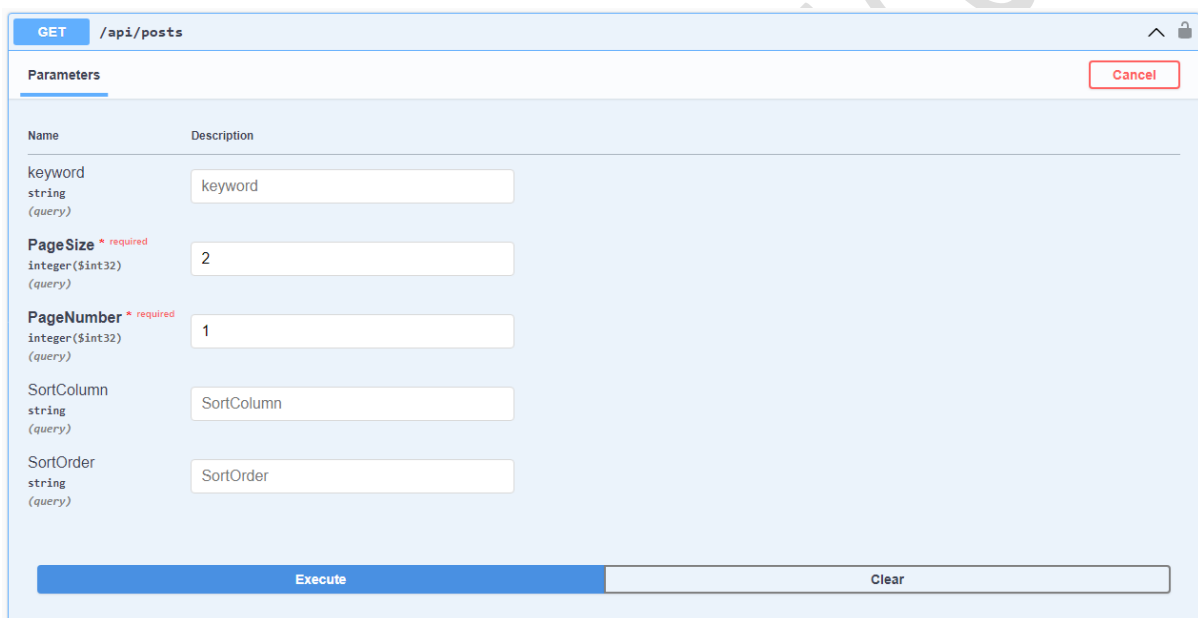 GET /api/posts
Parameters
Cancel
Name Description
keyword
string
(query)
keyword
PageSize * required
integer($int32)
(query)
2
PageNumber * required
integer($int32)
(query)
1
SortColumn
string
(query)
SortColumn
SortOrder
string
(query)
SortOrder
Execute
Clear